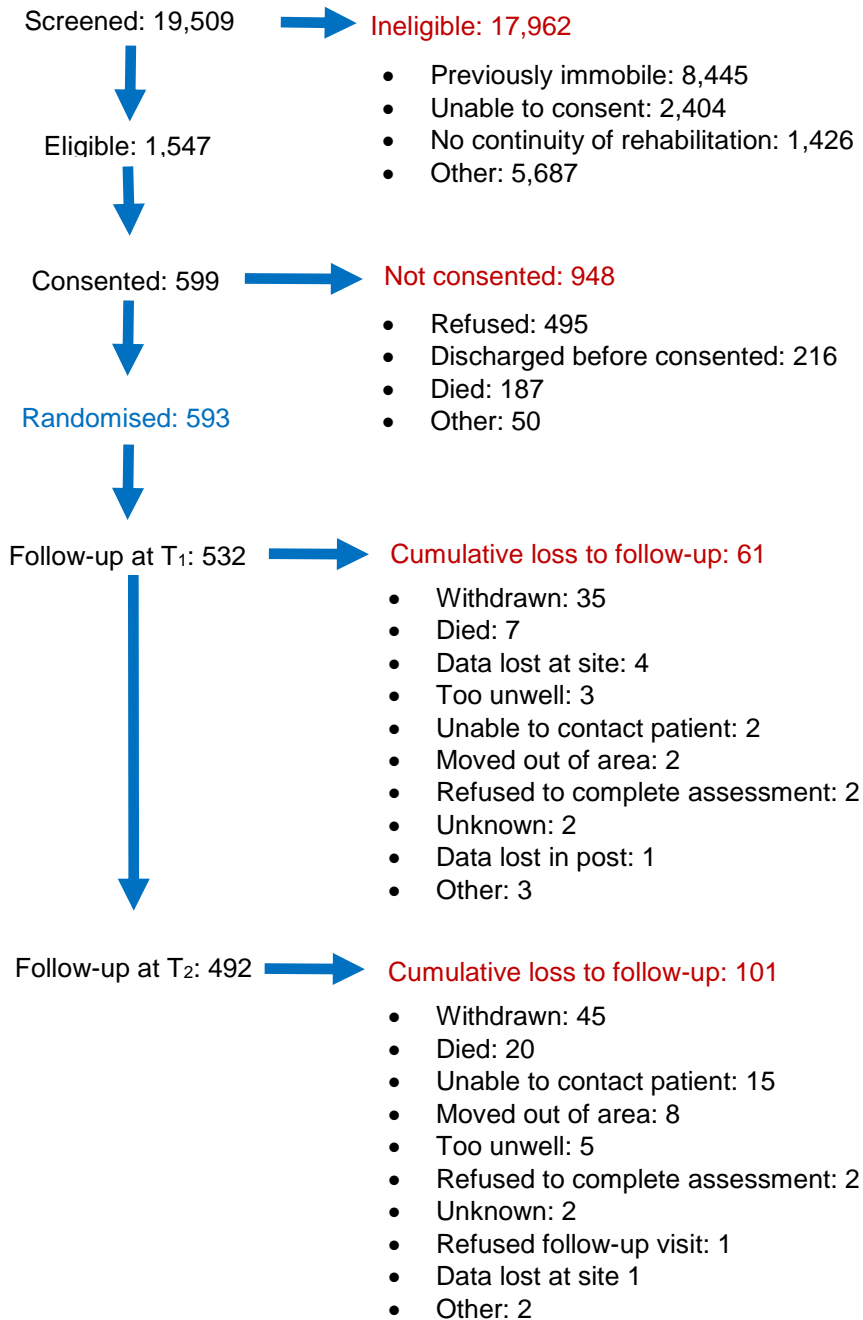 Screened: 19,509
Ineligible: 17,962
• Previously immobile: 8,445
• Unable to consent: 2,404
• No continuity of rehabilitation: 1,426
• Other: 5,687
Eligible: 1,547
Consented: 599
Not consented: 948
• Refused: 495
• Discharged before consented: 216
• Died: 187
• Other: 50
Randomised: 593
Follow-up at T₁: 532
Cumulative loss to follow-up: 61
• Withdrawn: 35
• Died: 7
• Data lost at site: 4
• Too unwell: 3
• Unable to contact patient: 2
• Moved out of area: 2
• Refused to complete assessment: 2
• Unknown: 2
• Data lost in post: 1
• Other: 3
Follow-up at T₂: 492
Cumulative loss to follow-up: 101
• Withdrawn: 45
• Died: 20
• Unable to contact patient: 15
• Moved out of area: 8
• Too unwell: 5
• Refused to complete assessment: 2
• Unknown: 2
• Refused follow-up visit: 1
• Data lost at site 1
• Other: 2